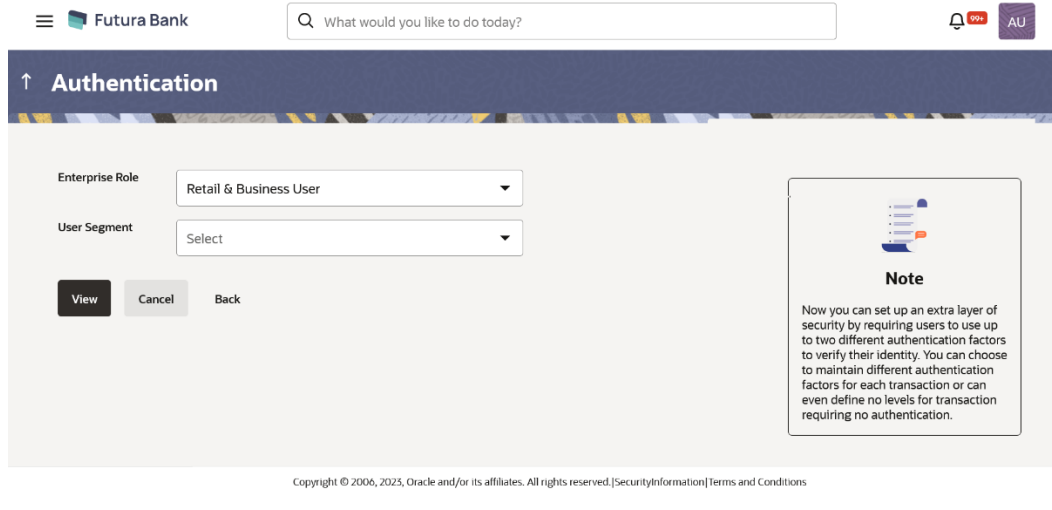 Futura Bank
What would you like to do today?
99+
AU
↑ Authentication
Enterprise Role
Retail & Business User
User Segment
Select
View
Cancel
Back
Note
Now you can set up an extra layer of
security by requiring users to use up
to two different authentication factors
to verify their identity. You can choose
to maintain different authentication
factors for each transaction or can
even define no levels for transaction
requiring no authentication.
Copyright © 2006, 2023, Oracle and/or its affiliates. All rights reserved.|SecurityInformation|Terms and Conditions